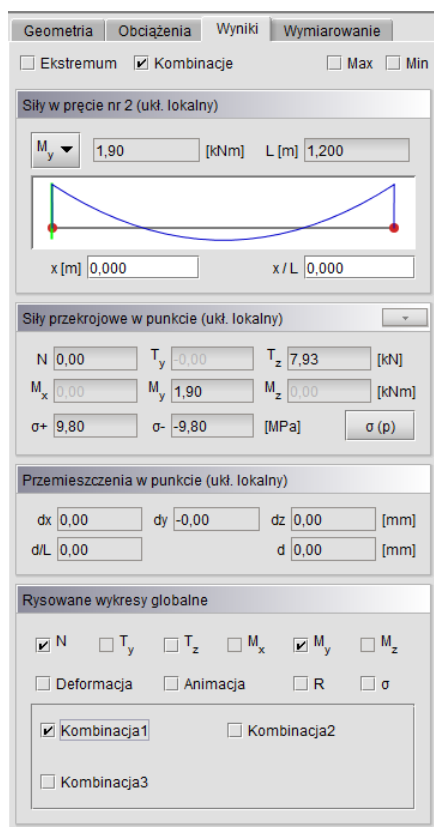 Geometria Obciążenia Wyniki Wymiarowanie
Ekstremum Kombinacje Max Min
Siły w pręcie nr 2 (ukł. lokalny)
My 1,90 [kNm] L [m] 1,200
x [m] 0,000 x / L 0,000
Siły przekrojowe w punkcie (ukł. lokalny)
N 0,00 Ty -0,00 Tz 7,93 [kN]
Mx 0,00 My 1,90 Mz 0,00 [kNm]
σ+ 9,80 σ- -9,80 [MPa] σ (p)
Przemieszczenia w punkcie (ukł. lokalny)
dx 0,00 dy -0,00 dz 0,00 [mm]
d/L 0,00 d 0,00 [mm]
Rysowane wykresy globalne
N Ty Tz Mx My Mz
Deformacja Animacja R σ
Kombinacja1 Kombinacja2
Kombinacja3